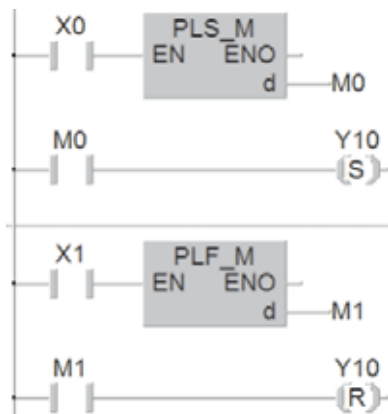 X0 PLS_M
EN ENO
d M0
M0 Y10
S
X1 PLF_M
EN ENO
d M1
M1 Y10
R